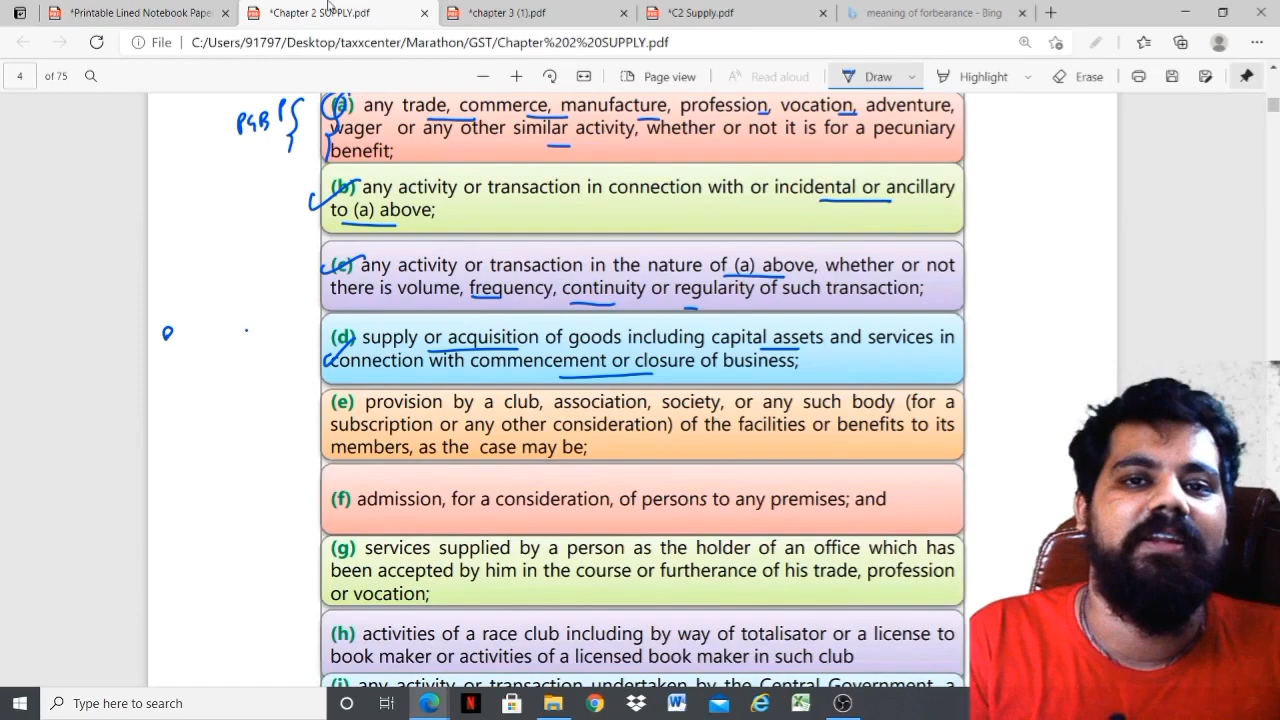 *Printable Lined Notebook Pape
*Chapter 2 SUPPLY.pdf
*chapter 3 (1).pdf
*C2 Supply.pdf
meaning of forbearance - Bing
File
C:/Users/91797/Desktop/taxxcenter/Marathon/GST/Chapter%202%20SUPPLY.pdf
4 of 75
Page view
Read aloud
Draw
Highlight
Erase
PGBP
(a) any trade, commerce, manufacture, profession, vocation, adventure,
wager or any other similar activity, whether or not it is for a pecuniary
benefit;
(b) any activity or transaction in connection with or incidental or ancillary
to (a) above;
(c) any activity or transaction in the nature of (a) above, whether or not
there is volume, frequency, continuity or regularity of such transaction;
(d) supply or acquisition of goods including capital assets and services in
connection with commencement or closure of business;
(e) provision by a club, association, society, or any such body (for a
subscription or any other consideration) of the facilities or benefits to its
members, as the case may be;
(f) admission, for a consideration, of persons to any premises; and
(g) services supplied by a person as the holder of an office which has
been accepted by him in the course or furtherance of his trade, profession
or vocation;
(h) activities of a race club including by way of totalisator or a license to
book maker or activities of a licensed book maker in such club
(i) any activity or transaction undertaken by the Central Government, a
Type here to search